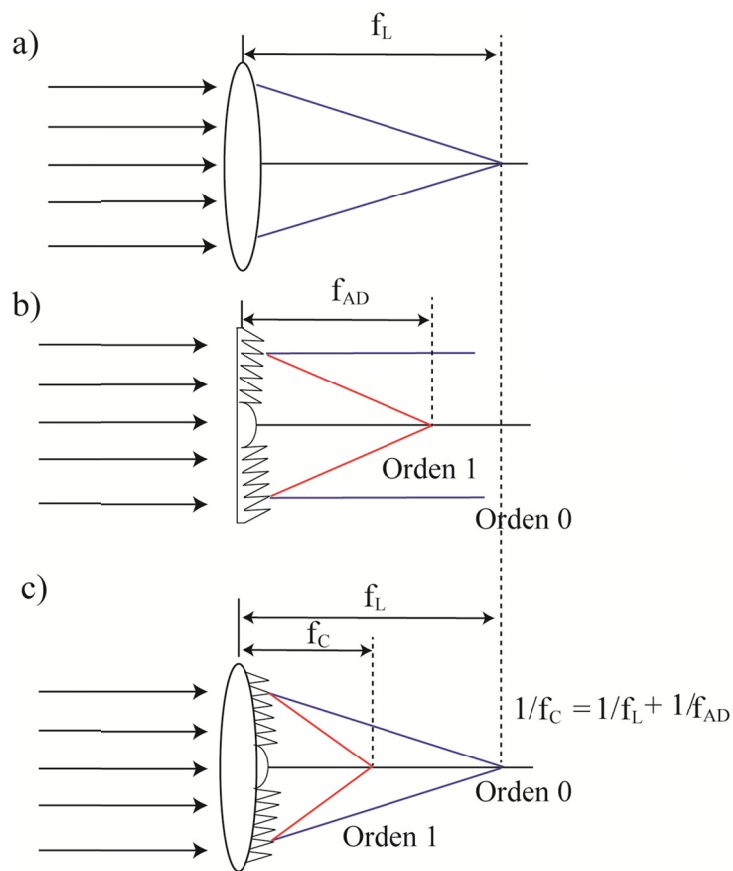 a)
f_L
b)
f_AD
Orden 1
Orden 0
c)
f_L
f_C
1/f_C = 1/f_L + 1/f_AD
Orden 0
Orden 1